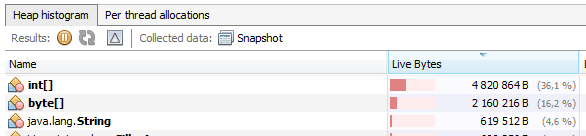 Heap histogram Per thread allocations
Results: Collected data: Snapshot
Name Live Bytes
int[] 4 820 864 B (36,1 %)
byte[] 2 160 216 B (16,2 %)
java.lang.String 619 512 B (4,6 %)